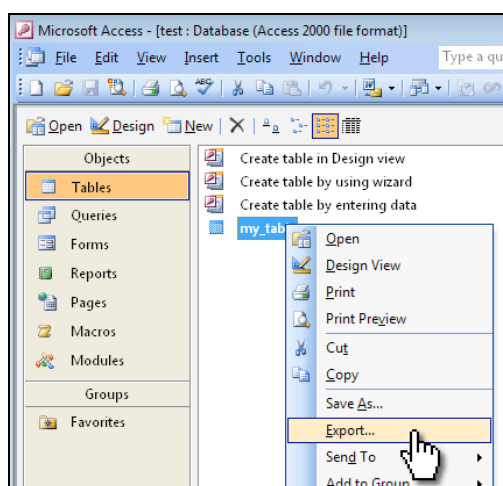 Microsoft Access - [test : Database (Access 2000 file format)]
File Edit View Insert Tools Window Help Type a qu
ABC
Open Design New
Objects
Create table in Design view
Tables
Create table by using wizard
Queries
Create table by entering data
my_tab
Forms
Reports
Pages
Macros
Modules
Groups
Favorites
Open
Design View
Print
Print Preview
Cut
Copy
Save As...
Export...
Send To
Add to Group